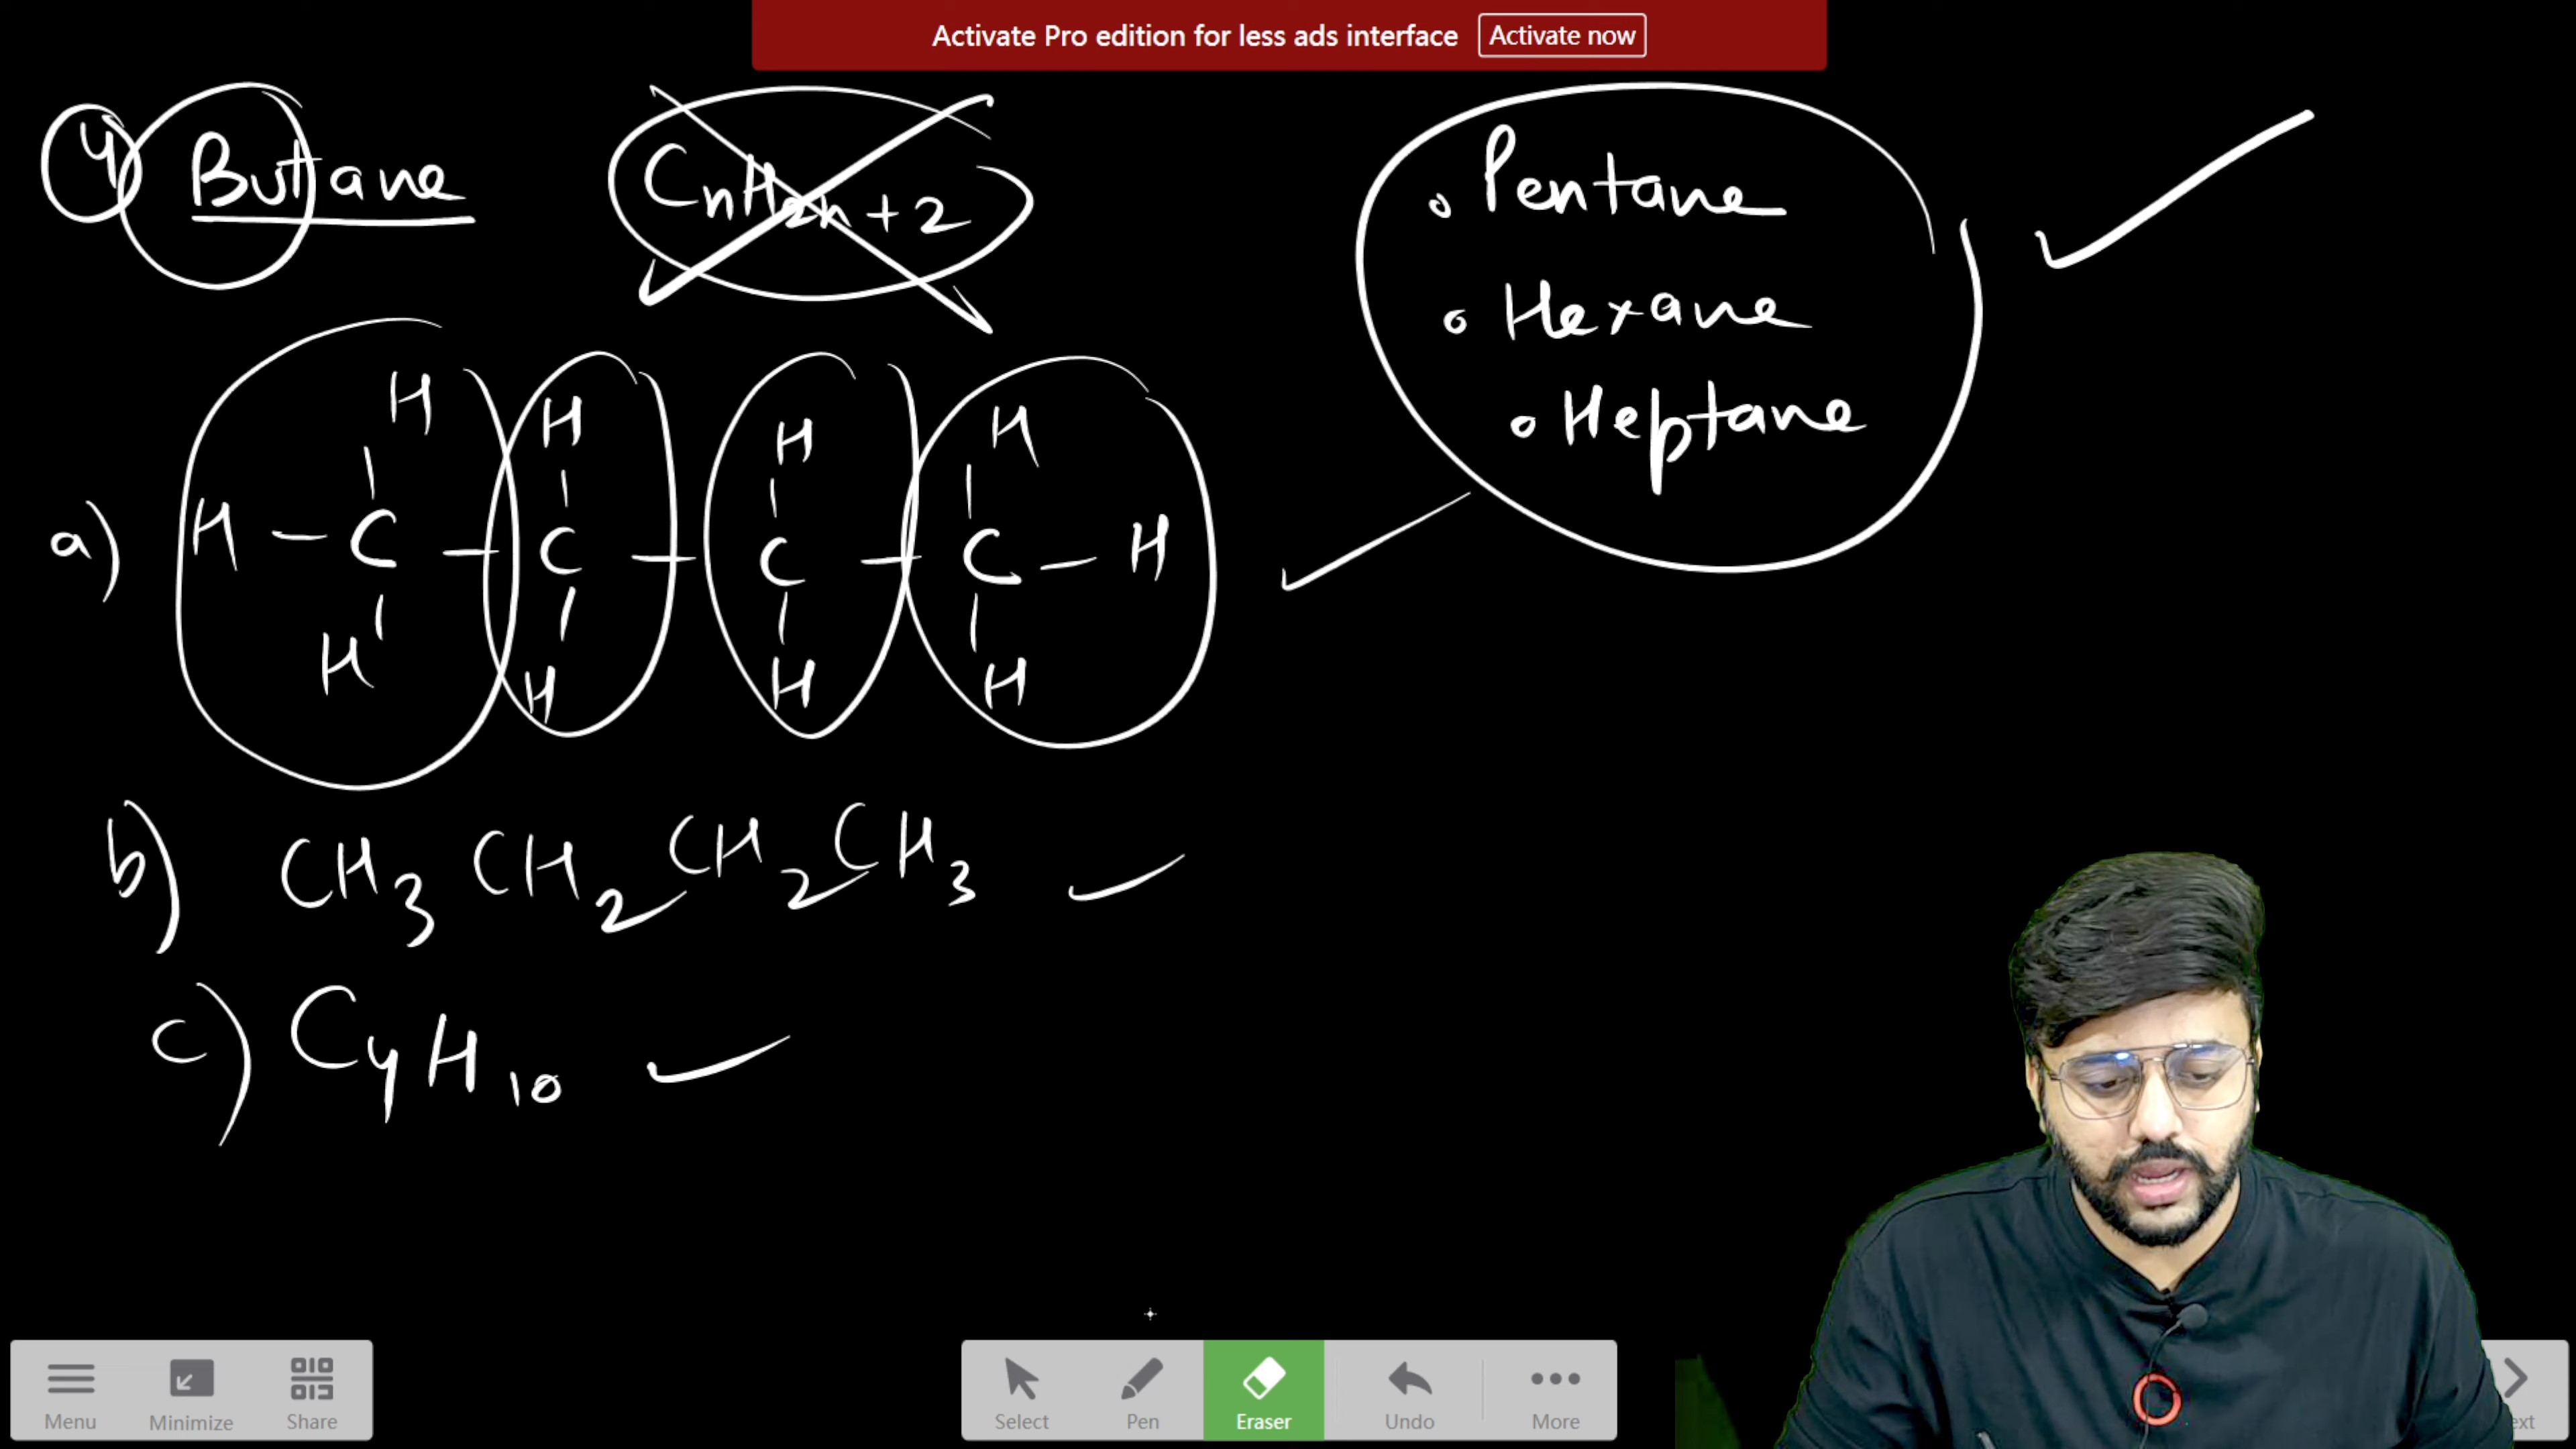 Activate Pro edition for less ads interface Activate now
4 Butane
CnH2n+2
• Pentane
• Hexane
• Heptane
H H H H
a) H – C – C – C – C – H
H H H H
b) CH3 CH2 CH2 CH3
c) C4H10
Menu Minimize Share Select Pen Eraser Undo More ext